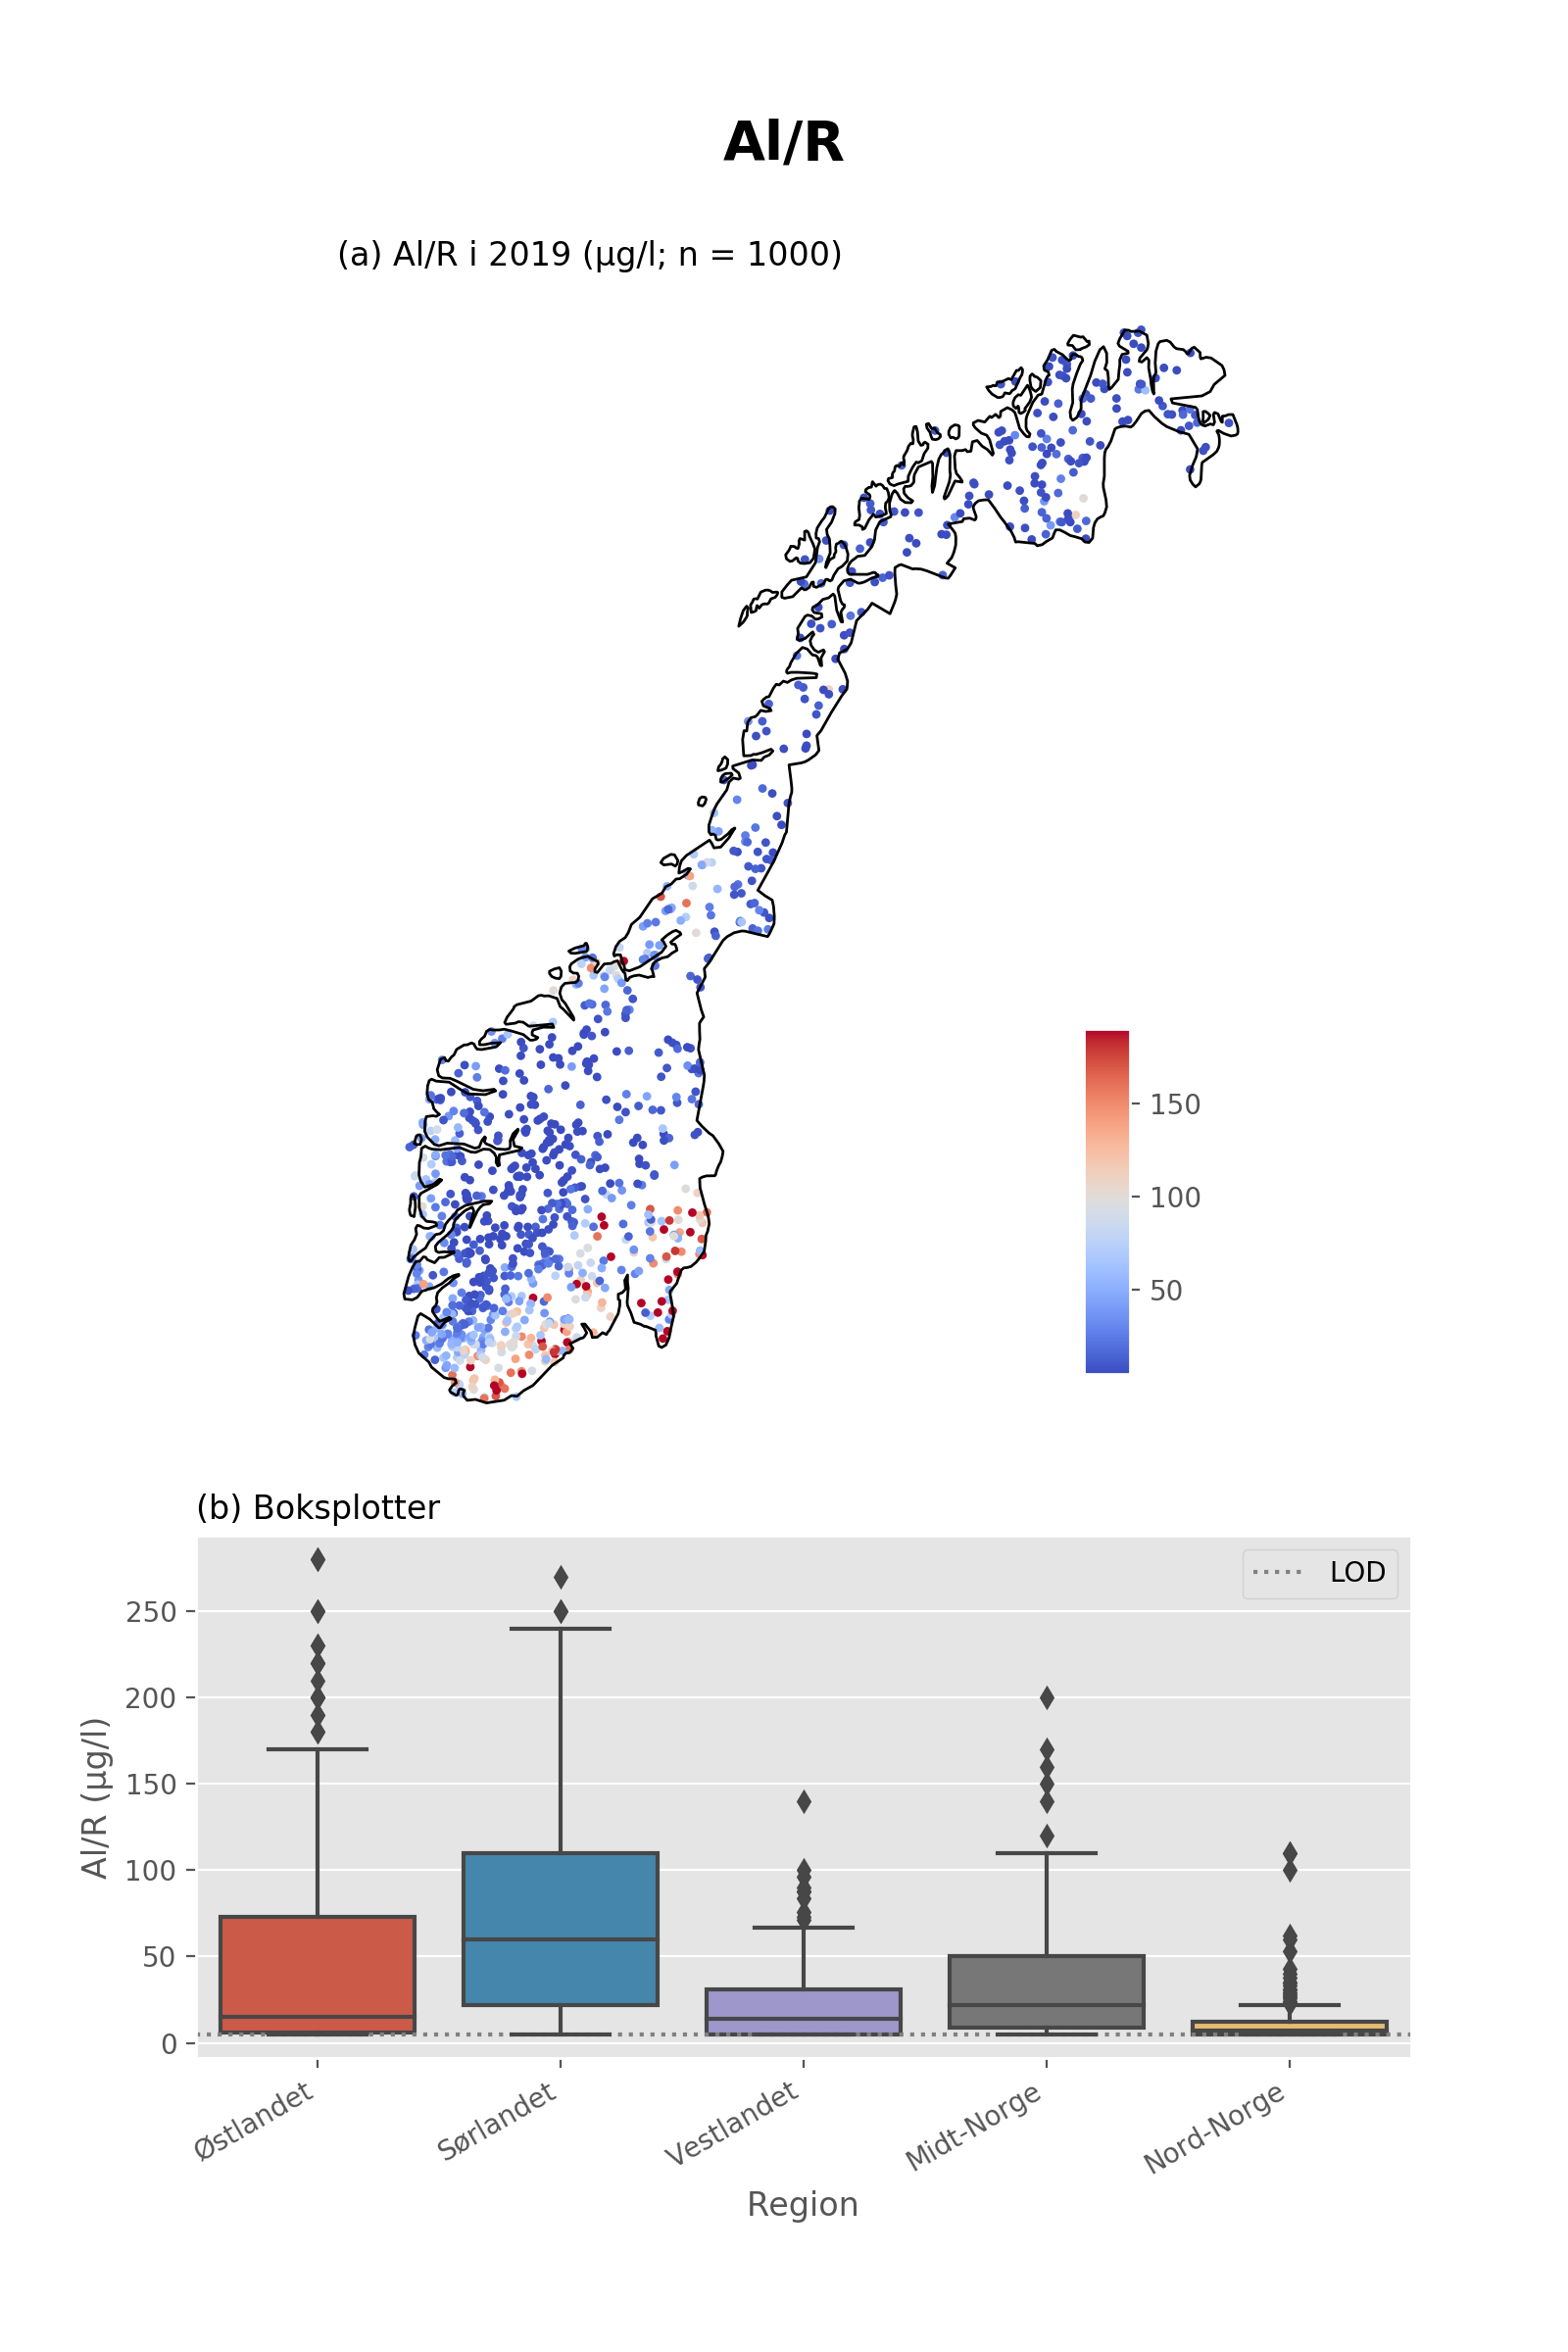 Al/R
(a) Al/R i 2019 (µg/l; n = 1000)
150
100
50
(b) Boksplotter
LOD
250
200
150
100
50
0
Al/R (µg/l)
Østlandet
Sørlandet
Vestlandet
Midt-Norge
Nord-Norge
Region